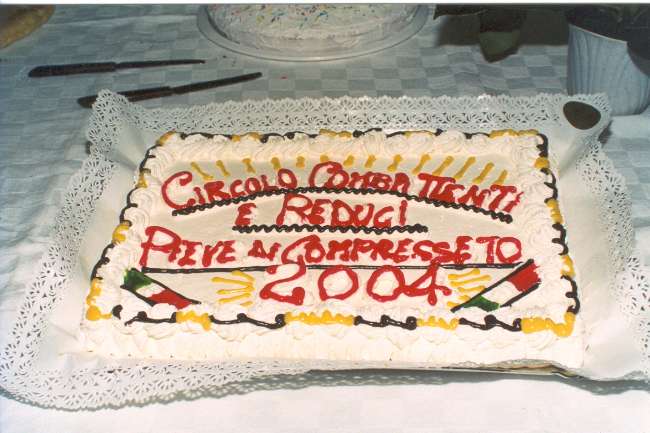 CIRCOLO COMBATTENTI
E REDUCI
PIEVE DI COMPRESSETO
2004